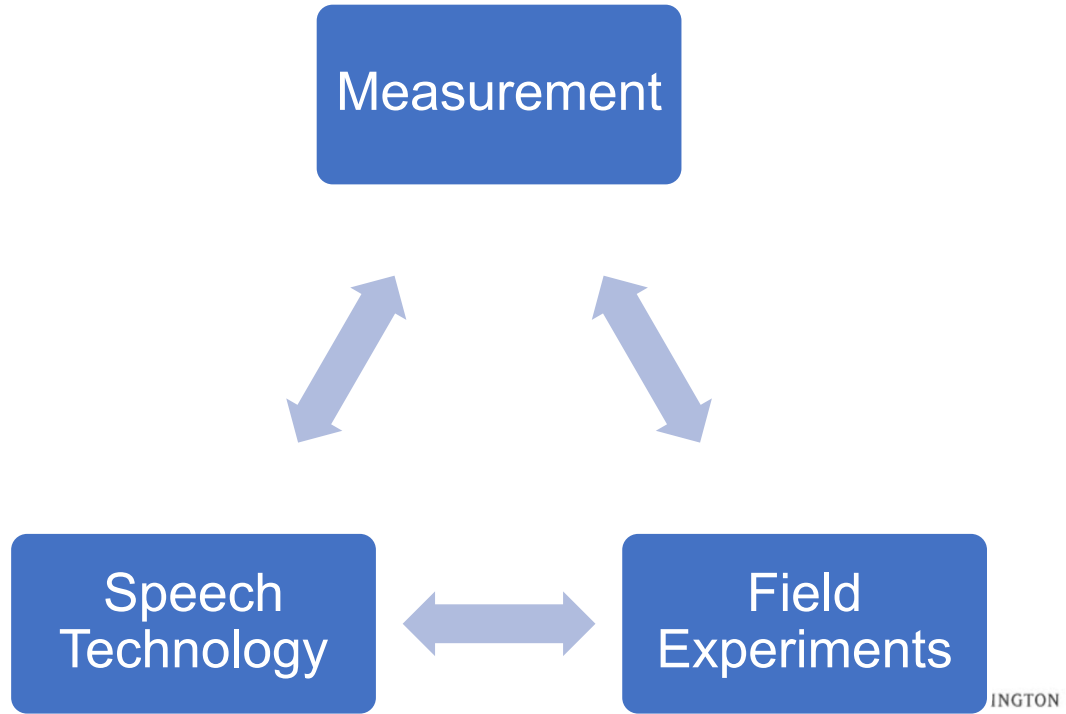 Measurement
Speech
Technology
Field
Experiments
INGTON